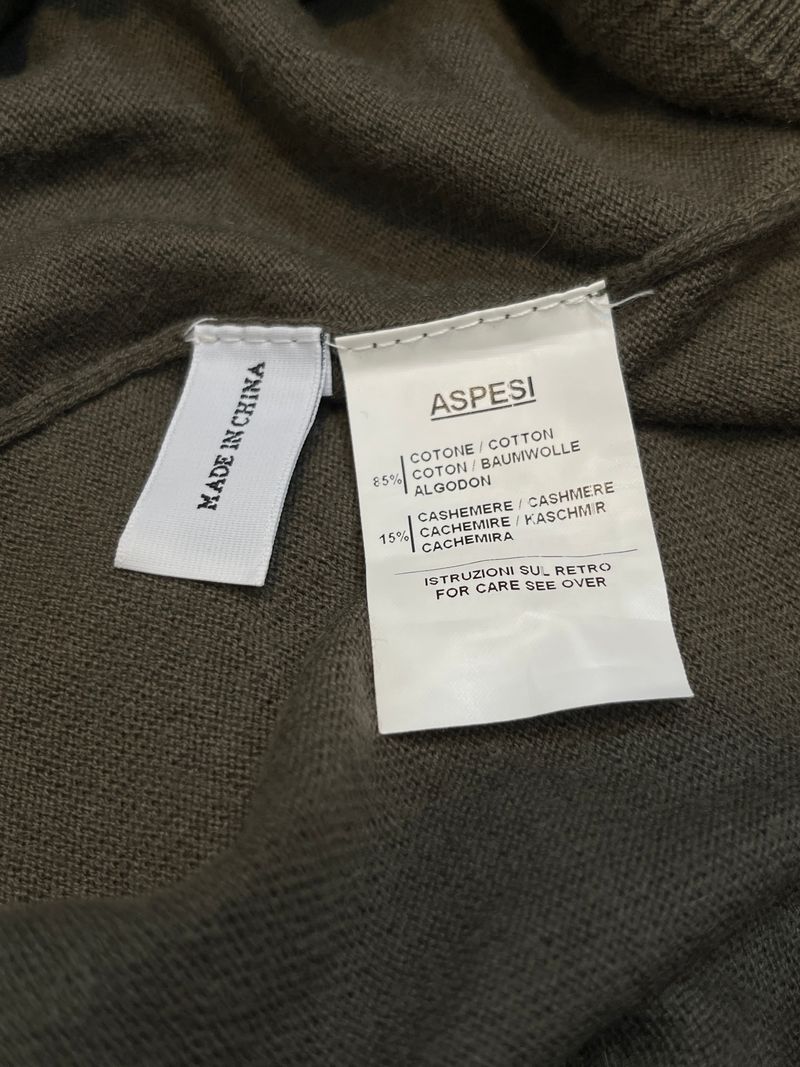 MADE IN CHINA
ASPESI
85%
COTONE / COTTON
COTON / BAUMWOLLE
ALGODON
15%
CASHEMERE / CASHMERE
CACHEMIRE / KASCHMIR
CACHEMIRA
ISTRUZIONI SUL RETRO
FOR CARE SEE OVER